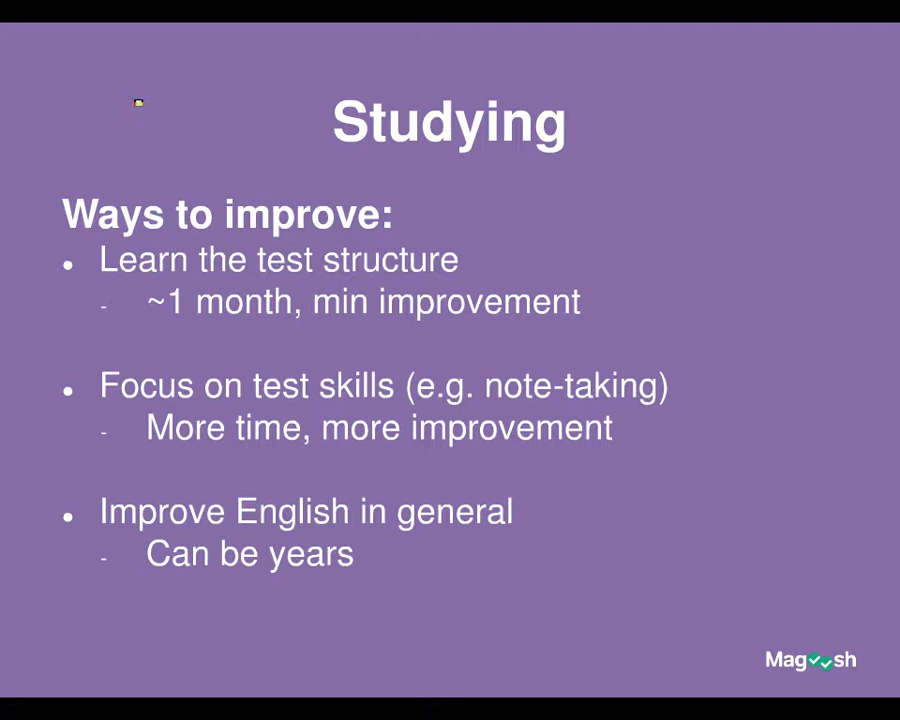 Studying
Ways to improve:
• Learn the test structure
- ~1 month, min improvement
• Focus on test skills (e.g. note-taking)
- More time, more improvement
• Improve English in general
- Can be years
Magoosh